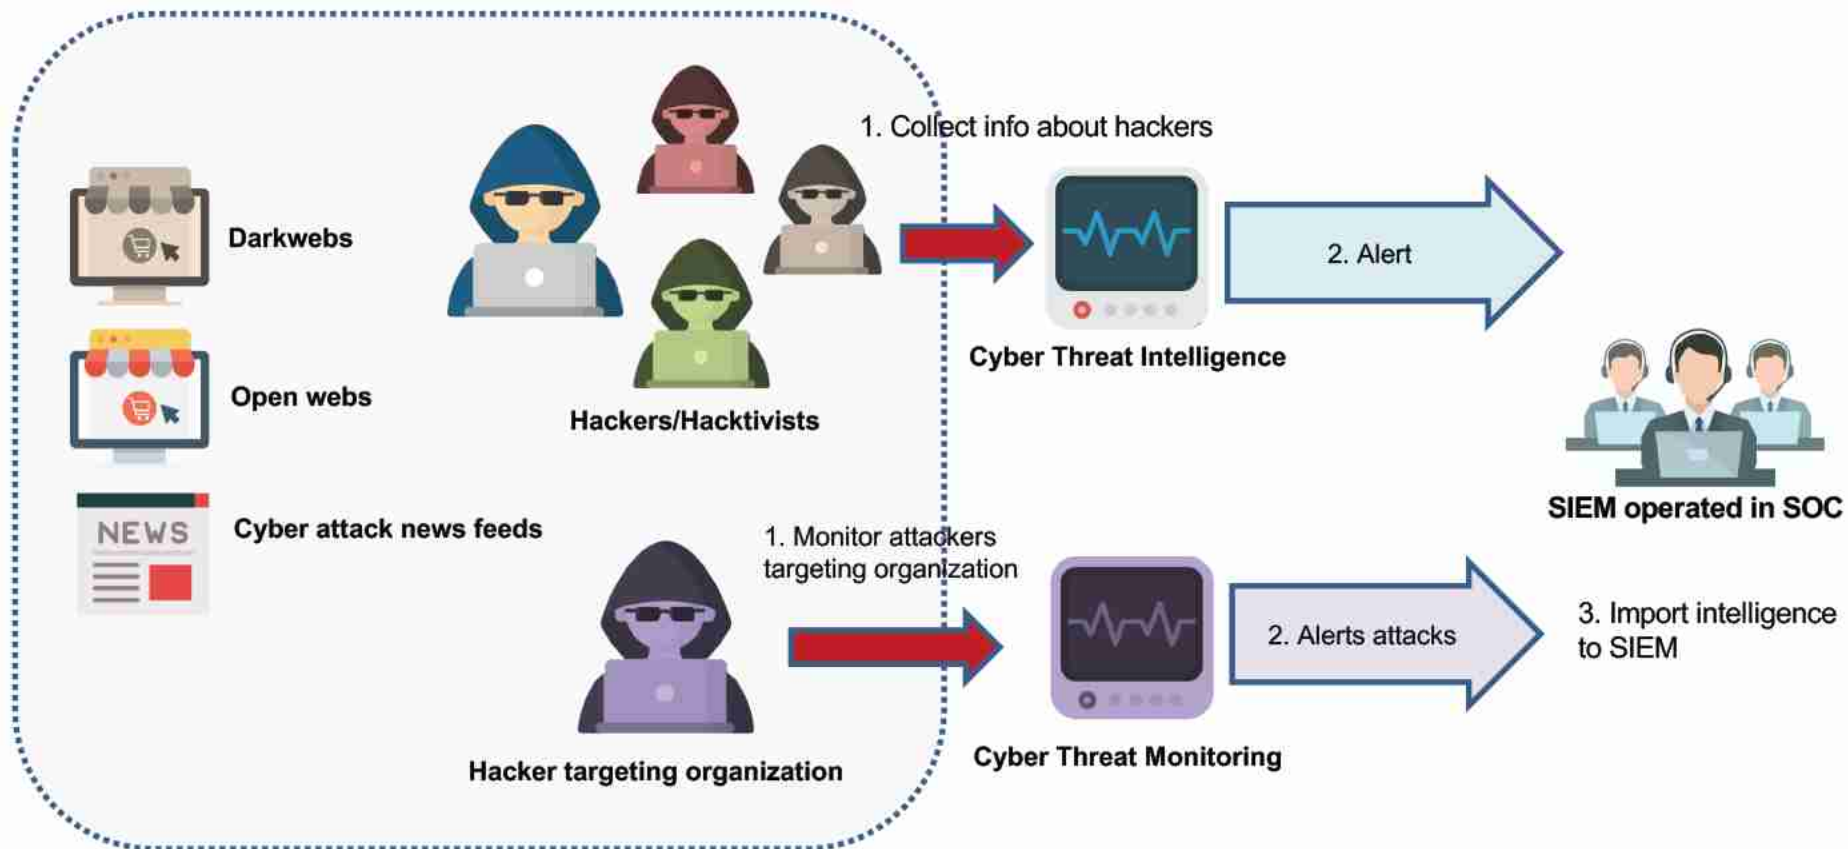 1. Collect info about hackers
Darkwebs
2. Alert
Cyber Threat Intelligence
Open webs
Hackers/Hacktivists
SIEM operated in SOC
NEWS
Cyber attack news feeds
1. Monitor attackers
targeting organization
2. Alerts attacks
3. Import intelligence
to SIEM
Cyber Threat Monitoring
Hacker targeting organization